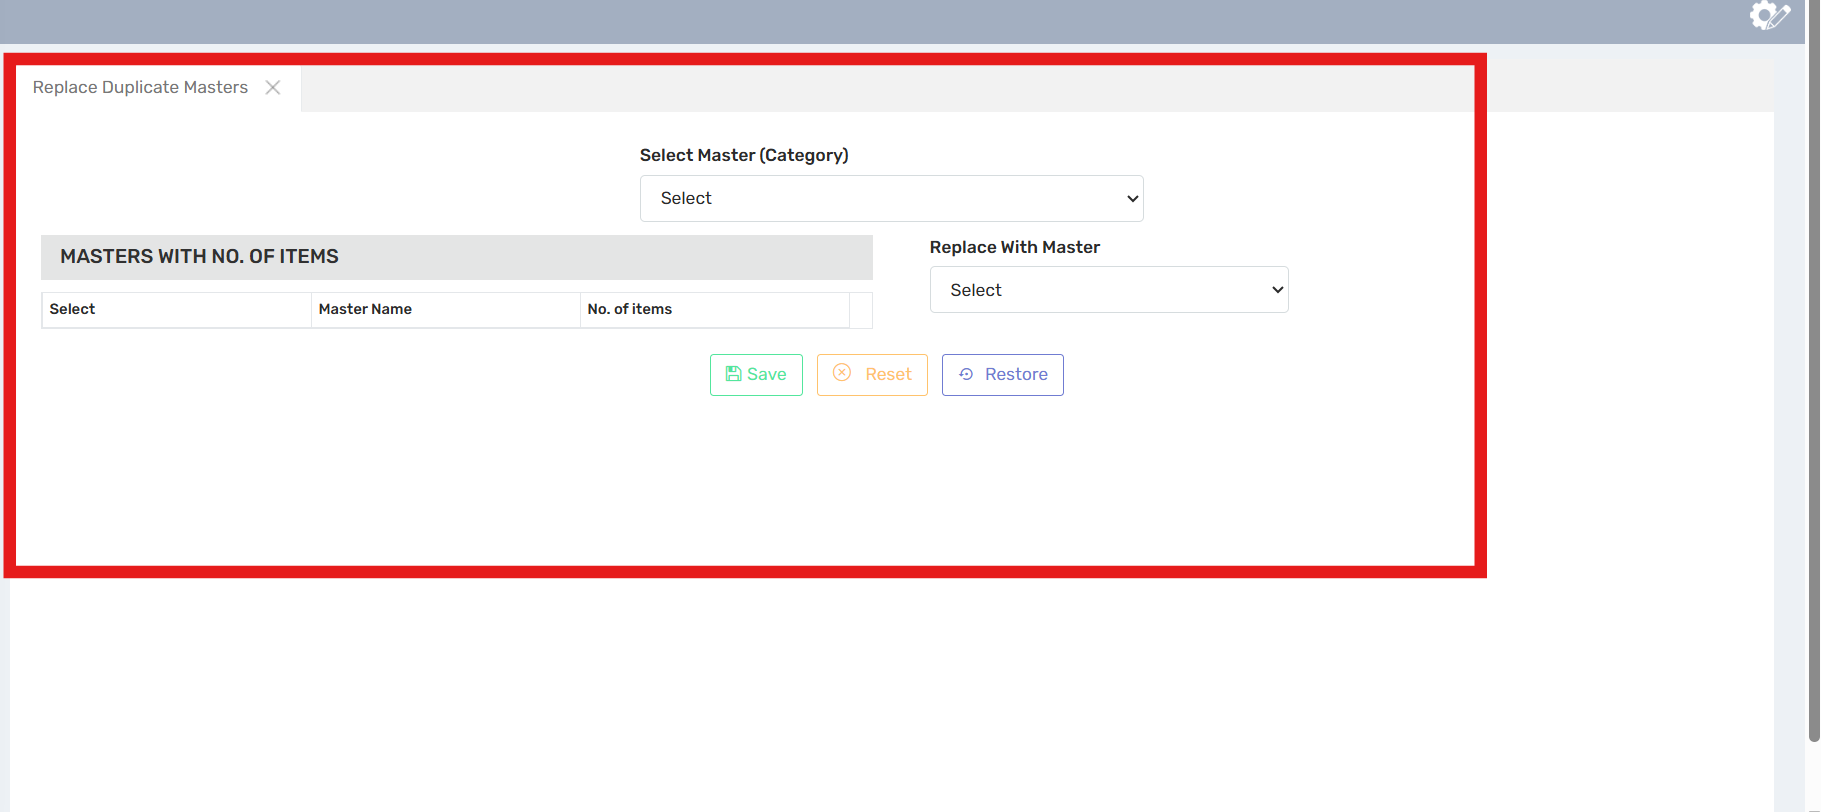 Replace Duplicate Masters
Select Master (Category)
Select
MASTERS WITH NO. OF ITEMS
Replace With Master
Select
Select Master Name No. of items
Save Reset Restore